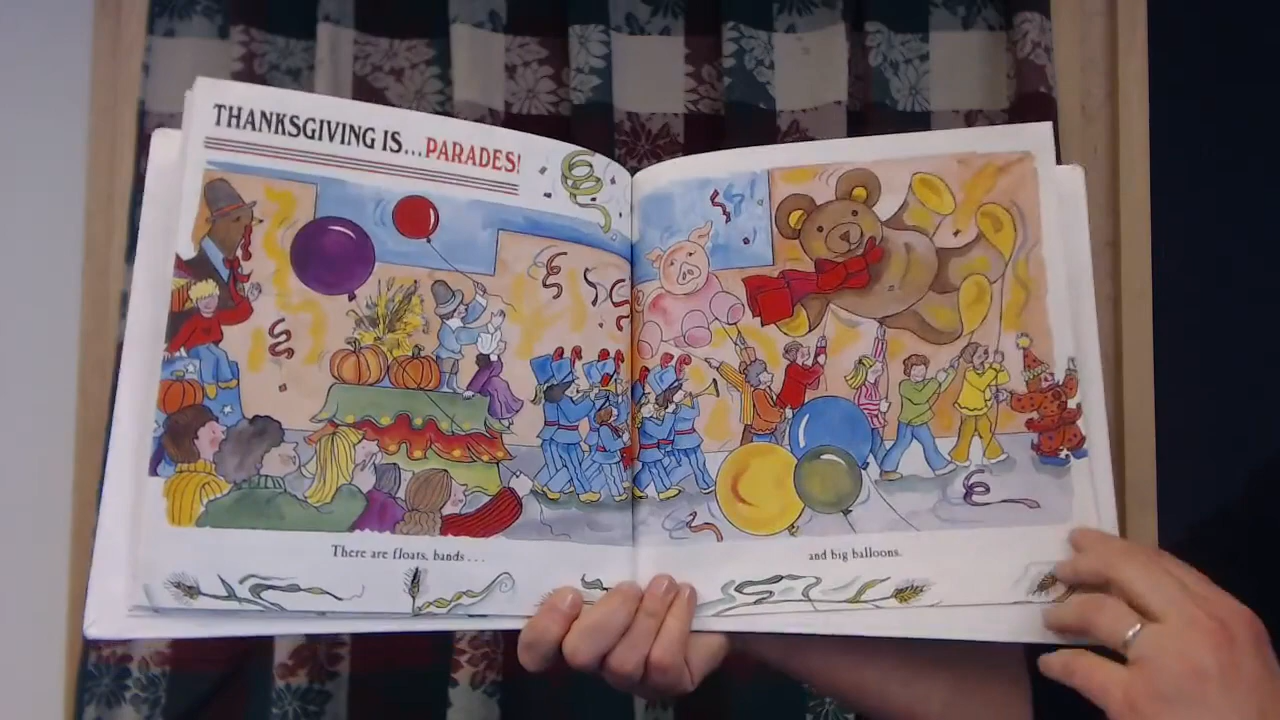 THANKSGIVING IS...PARADES!
There are floats, bands . . .
and big balloons.